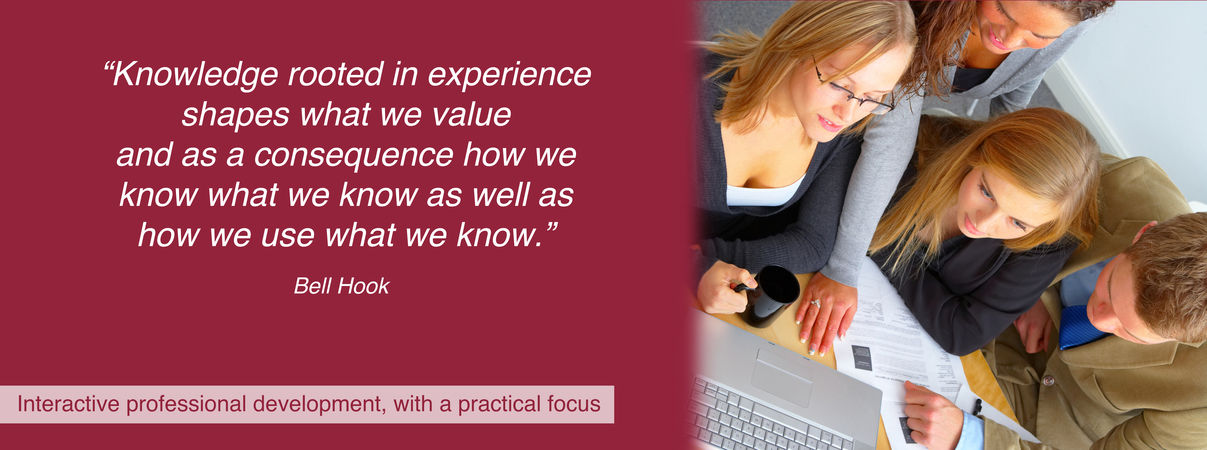 “Knowledge rooted in experience
shapes what we value
and as a consequence how we
know what we know as well as
how we use what we know.”
Bell Hook
Interactive professional development, with a practical focus